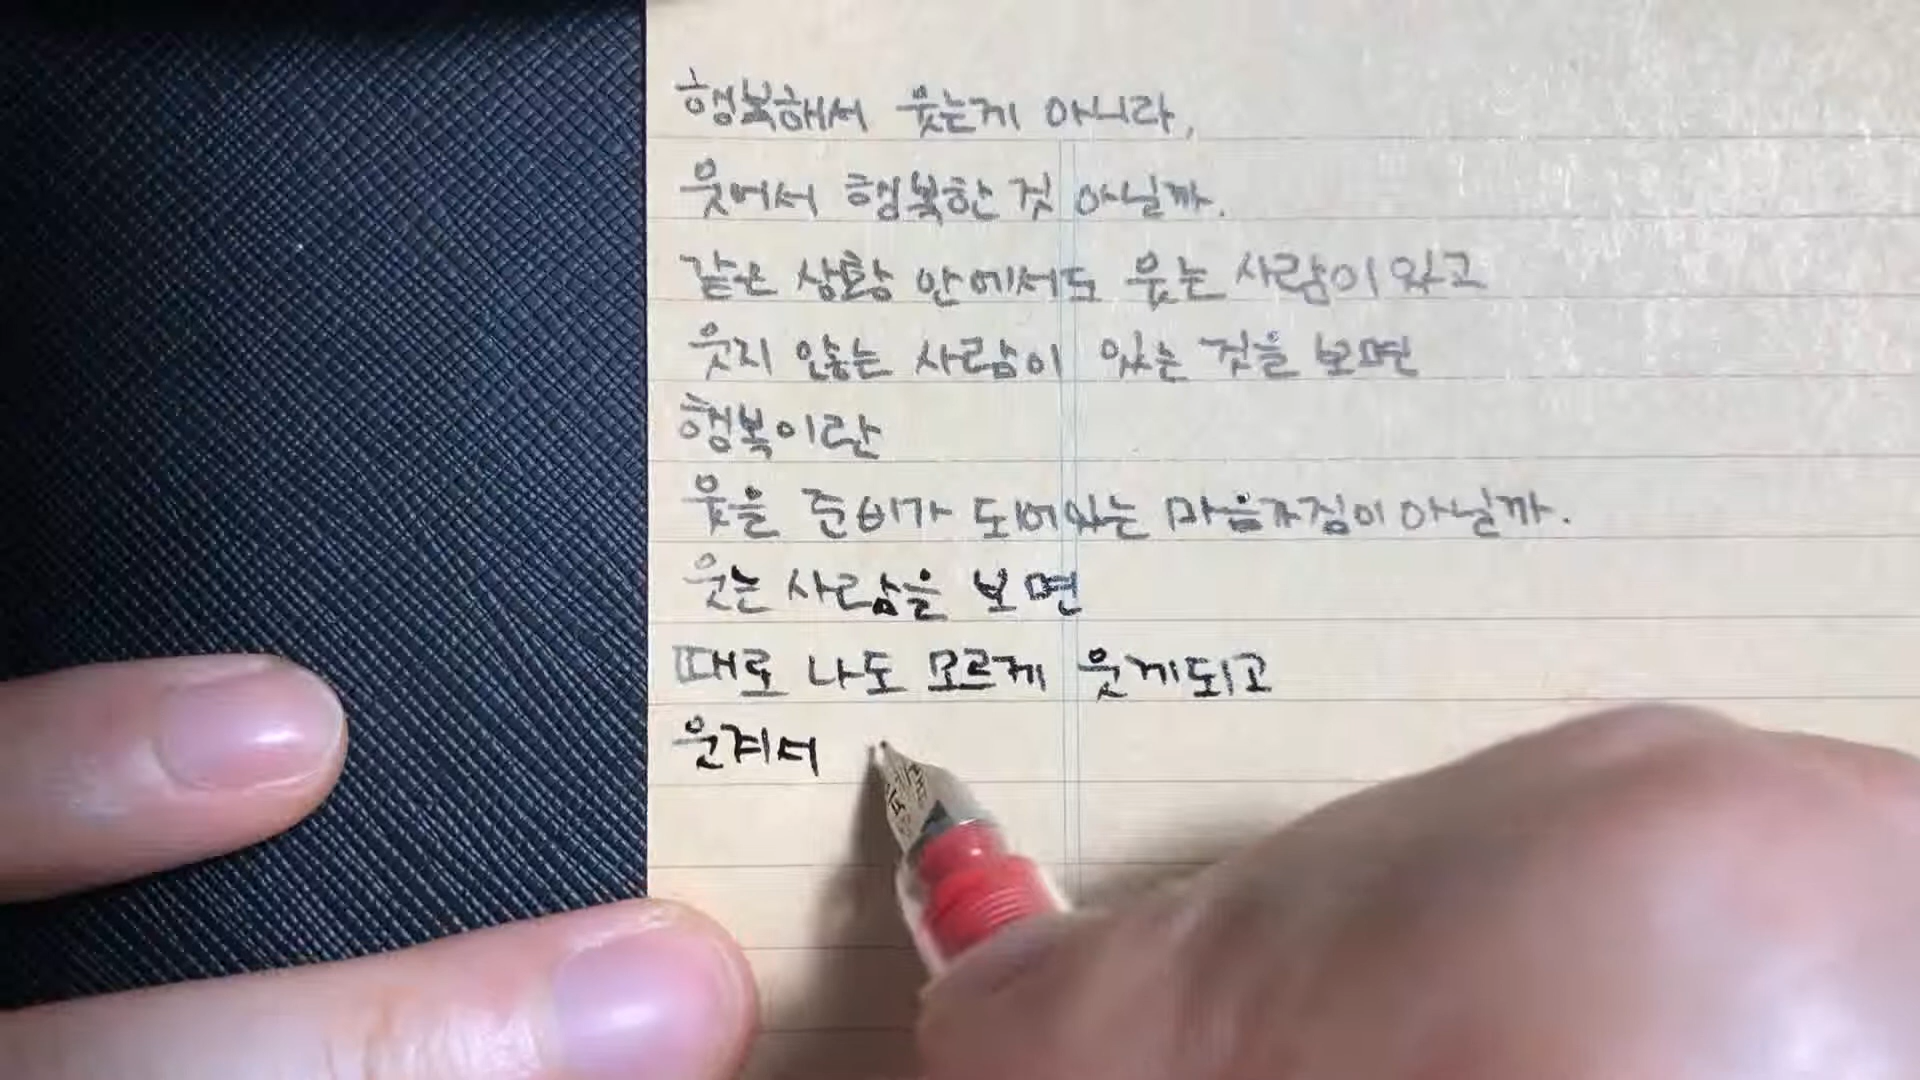 행복해서 웃는게 아니라,
웃어서 행복한 것 아닐까.
같은 상황 안에서도 웃는 사람이 있고
웃지 않는 사람이 있는 것을 보면
행복이란
웃을 준비가 되어있는 마음가짐이 아닐까.
웃는 사람을 보면
때로 나도 모르게 웃게되고
웃겨서